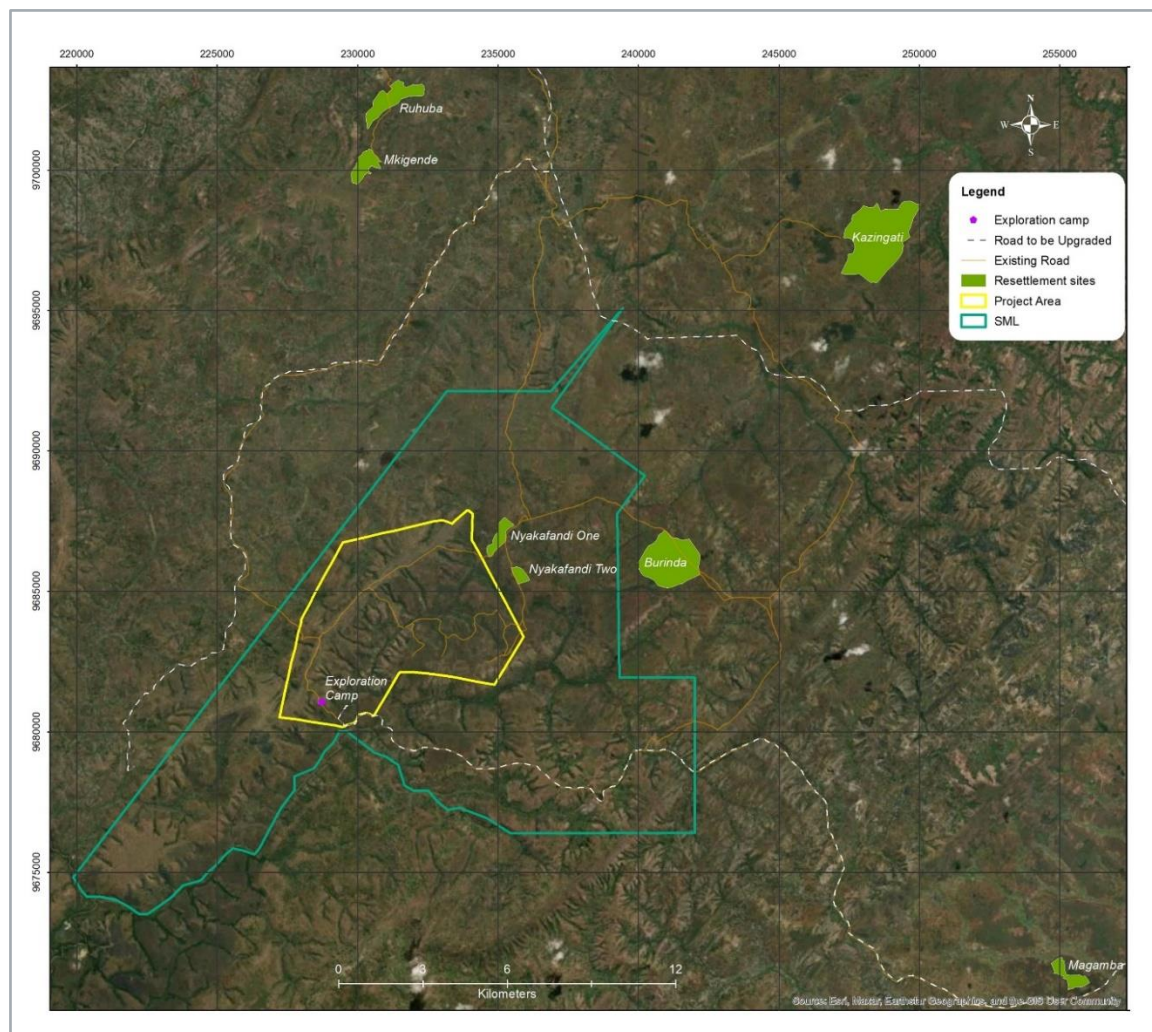 220000 225000 230000 235000 240000 245000 250000 255000
Ruhuba
N
W E
S
Mkigende
9700000
Legend
Exploration camp
Road to be Upgraded
Existing Road
Resettlement sites
Project Area
SML
Kazingati
9695000
9690000
Nyakafandi One
Burinda
Nyakafandi Two
9685000
Exploration
Camp
9680000
9675000
Magamba
0 3 6 12
Kilometers
Source: Esri, Maxar, Earthstar Geographics, and the GIS User Community